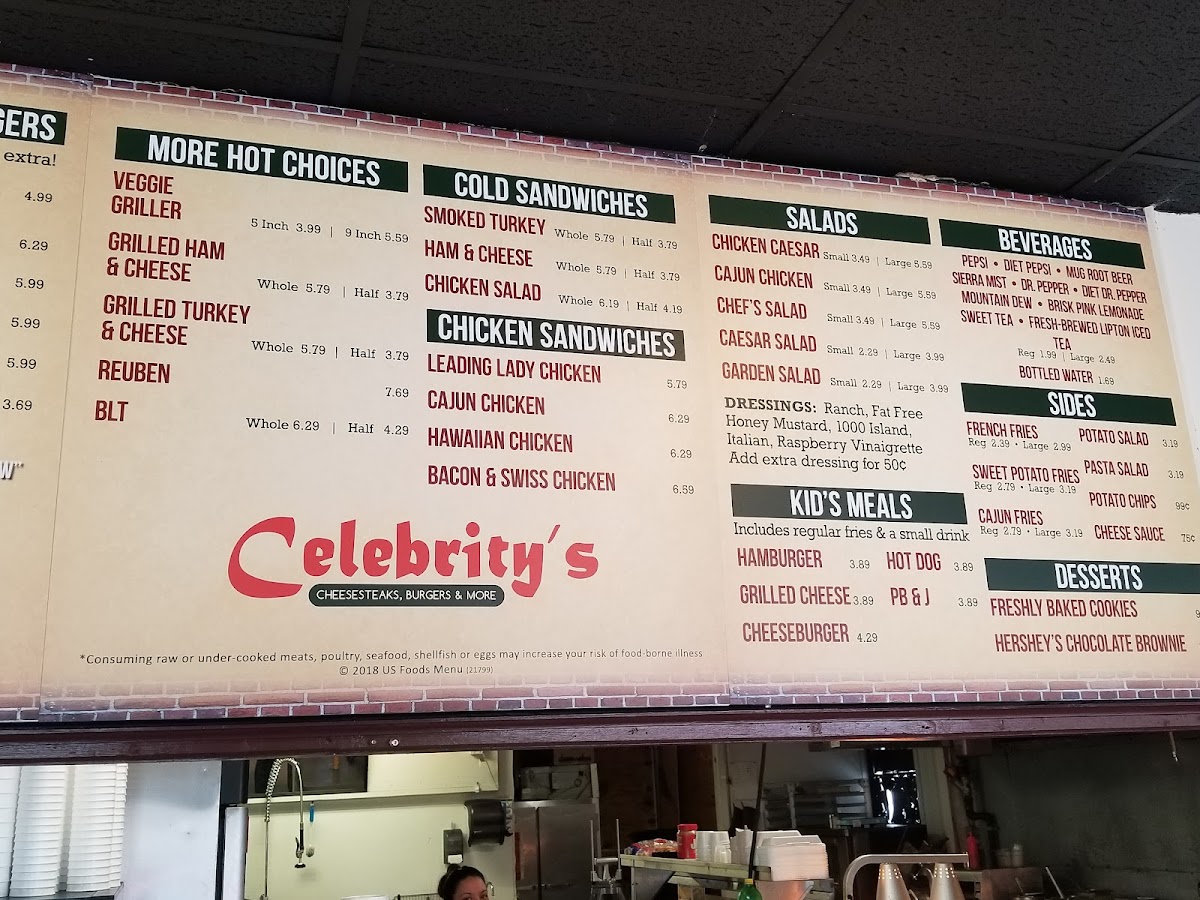 GERS
extra!
4.99
6.29
5.99
5.99
5.99
3.69
W"
MORE HOT CHOICES
VEGGIE
GRILLER
5 Inch 3.99 | 9 Inch 5.59
GRILLED HAM
& CHEESE
Whole 5.79 | Half 3.79
GRILLED TURKEY
& CHEESE
Whole 5.79 | Half 3.79
REUBEN
7.69
BLT
Whole 6.29 | Half 4.29
COLD SANDWICHES
SMOKED TURKEY Whole 5.79 | Half 3.79
HAM & CHEESE
Whole 5.79 | Half 3.79
CHICKEN SALAD
Whole 6.19 | Half 4.19
CHICKEN SANDWICHES
LEADING LADY CHICKEN
5.79
CAJUN CHICKEN
6.29
HAWAIIAN CHICKEN
6.29
BACON & SWISS CHICKEN
6.59
Celebrity's
CHEESESTEAKS, BURGERS & MORE
*Consuming raw or under-cooked meats, poultry, seafood, shellfish or eggs may increase your risk of food-borne illness
© 2018 US Foods Menu (21799)
SALADS
CHICKEN CAESAR Small 3.49 | Large 5.59
CAJUN CHICKEN Small 3.49 | Large 5.59
CHEF'S SALAD Small 3.49 | Large 5.59
CAESAR SALAD Small 2.29 | Large 3.99
GARDEN SALAD Small 2.29 | Large 3.99
DRESSINGS: Ranch, Fat Free
Honey Mustard, 1000 Island,
Italian, Raspberry Vinaigrette
Add extra dressing for 50¢
KID'S MEALS
Includes regular fries & a small drink
HAMBURGER 3.89 HOT DOG 3.89
GRILLED CHEESE 3.89 PB & J 3.89
CHEESEBURGER 4.29
BEVERAGES
PEPSI • DIET PEPSI • MUG ROOT BEER
SIERRA MIST • DR. PEPPER • DIET DR. PEPPER
MOUNTAIN DEW • BRISK PINK LEMONADE
SWEET TEA • FRESH-BREWED LIPTON ICED
TEA
Reg 1.99 | Large 2.49
BOTTLED WATER 1.69
SIDES
FRENCH FRIES
Reg 2.39 • Large 2.99
SWEET POTATO FRIES
Reg 2.79 • Large 3.19
CAJUN FRIES
Reg 2.79 • Large 3.19
POTATO SALAD 3.19
PASTA SALAD 3.19
POTATO CHIPS 99¢
CHEESE SAUCE 75¢
DESSERTS
FRESHLY BAKED COOKIES 9
HERSHEY'S CHOCOLATE BROWNIE